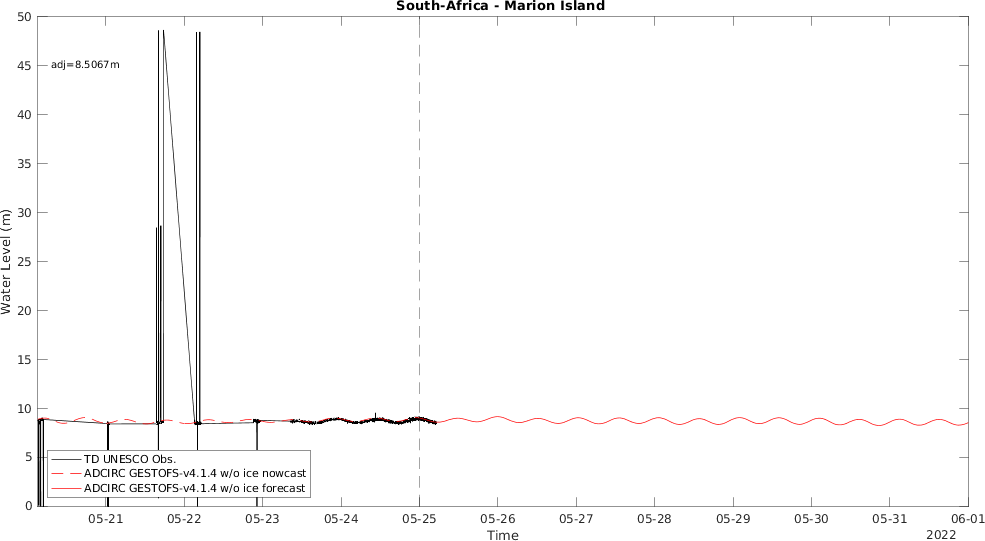 South-Africa - Marion Island
50
45
40
35
30
25
20
15
10
5
0
Water Level (m)
adj=8.5067m
TD UNESCO Obs.
ADCIRC GESTOFS-v4.1.4 w/o ice nowcast
ADCIRC GESTOFS-v4.1.4 w/o ice forecast
05-21 05-22 05-23 05-24 05-25 05-26 05-27 05-28 05-29 05-30 05-31 06-01
Time
2022